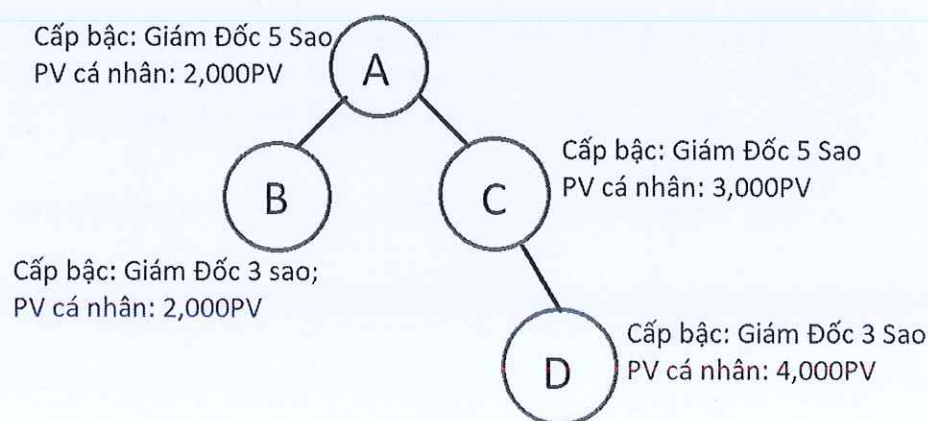 Cấp bậc: Giám Đốc 5 Sao
PV cá nhân: 2,000PV
A
Cấp bậc: Giám Đốc 5 Sao
PV cá nhân: 3,000PV
B
C
Cấp bậc: Giám Đốc 3 sao;
PV cá nhân: 2,000PV
Cấp bậc: Giám Đốc 3 Sao
PV cá nhân: 4,000PV
D